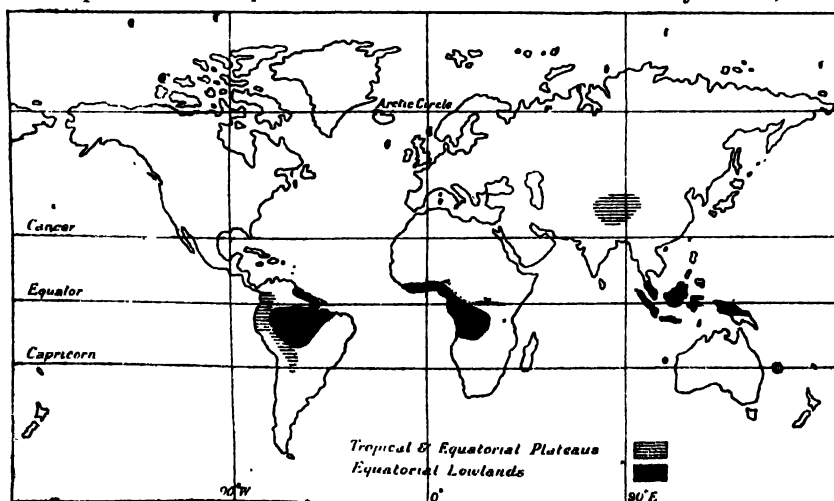 Arctic Circle
Cancer
Equator
Capricorn
Tropical & Equatorial Plateaus
Equatorial Lowlands
90°W
0°
90°E